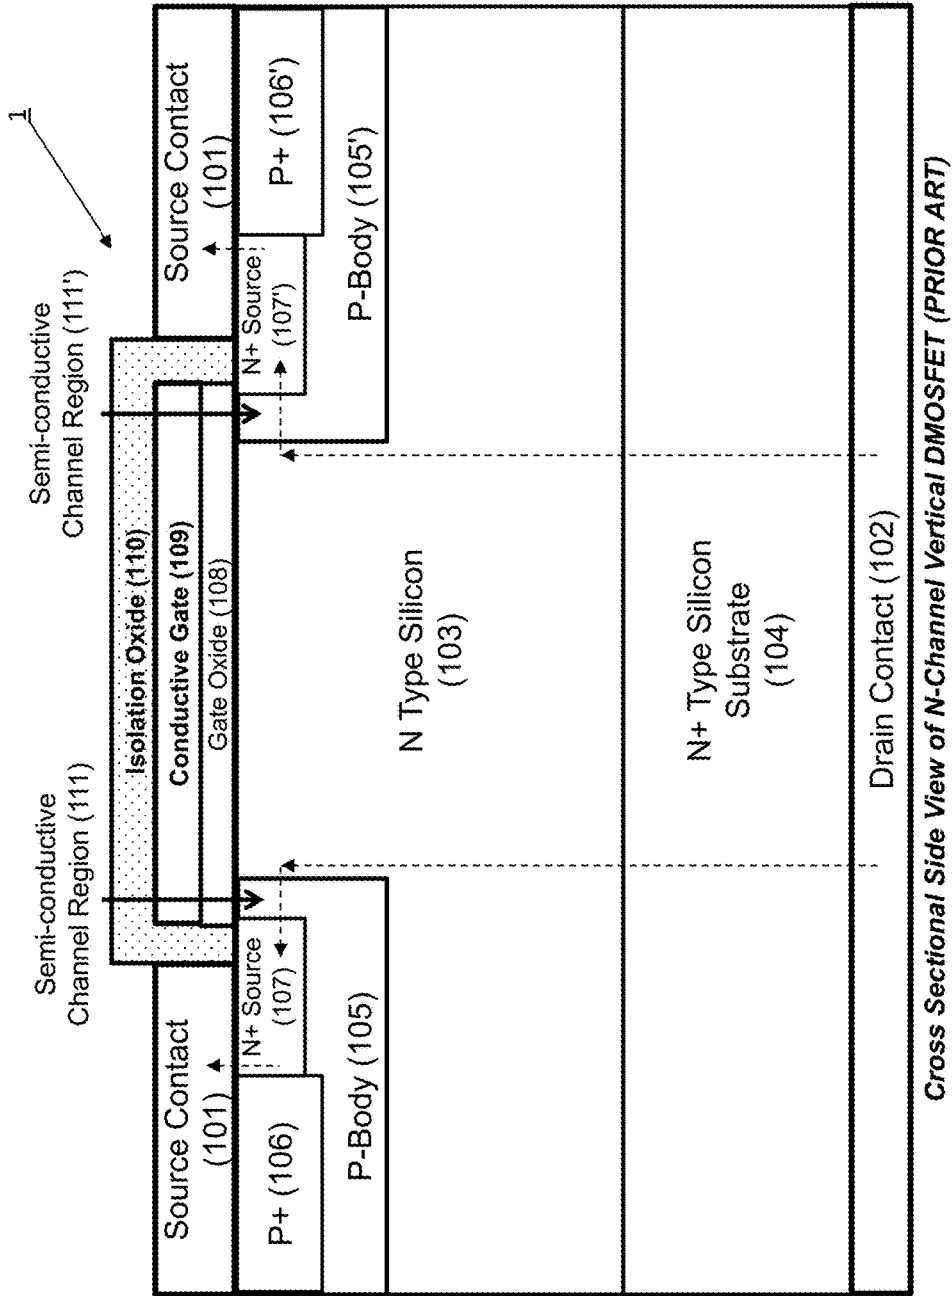 1
Semi-conductive
Channel Region (111)
Semi-conductive
Channel Region (111')
Isolation Oxide (110)
Source Contact
(101)
Conductive Gate (109)
Source Contact
(101)
Gate Oxide (108)
P+ (106)
N+ Source
(107)
N+ Source
(107')
P+ (106')
P-Body (105)
P-Body (105')
N Type Silicon
(103)
N+ Type Silicon
Substrate
(104)
Drain Contact (102)
Cross Sectional Side View of N-Channel Vertical DMOSFET (PRIOR ART)